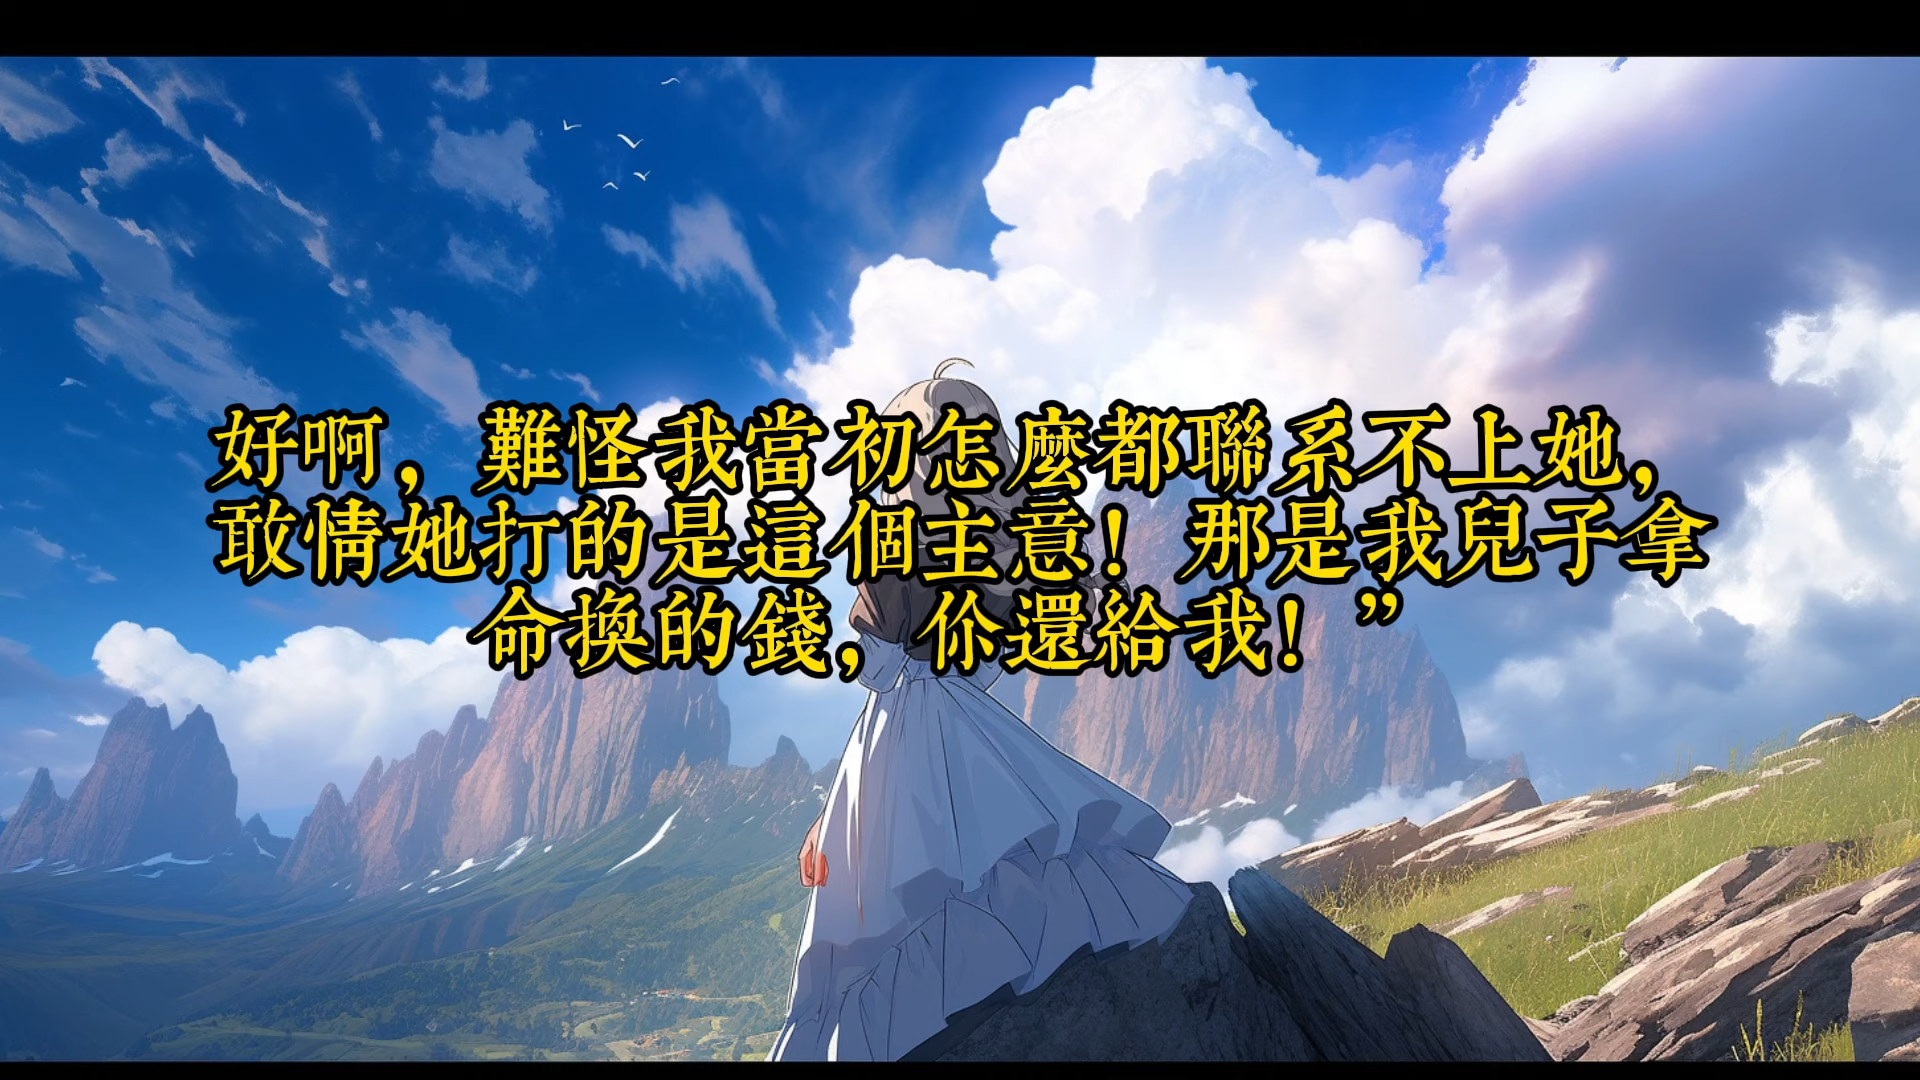 好啊，難怪我當初怎麼都聯系不上她，
敢情她打的是這個主意！那是我兒子拿
命換的錢，你還給我！”